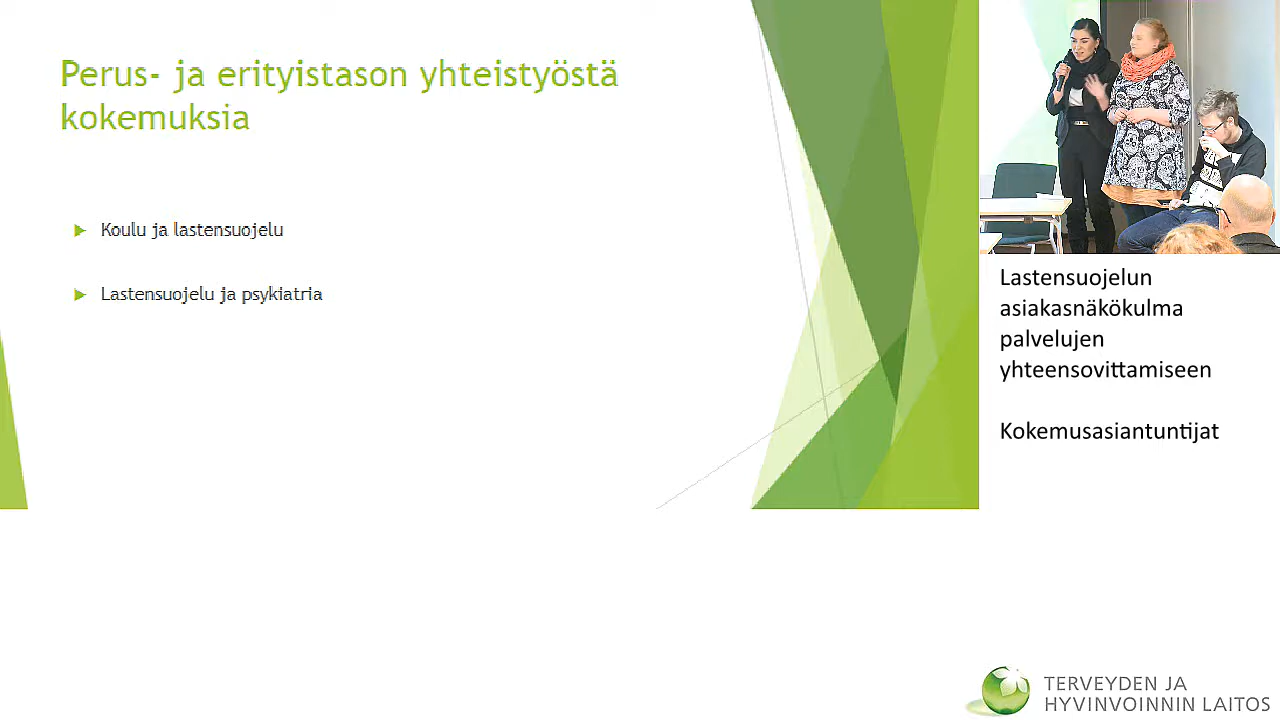 Perus- ja erityistason yhteistyöstä
kokemuksia
Koulu ja lastensuojelu
Lastensuojelu ja psykiatria
Lastensuojelun
asiakasnäkökulma
palvelujen
yhteensovittamiseen
Kokemusasiantuntijat
TERVEYDEN JA
HYVINVOINNIN LAITOS